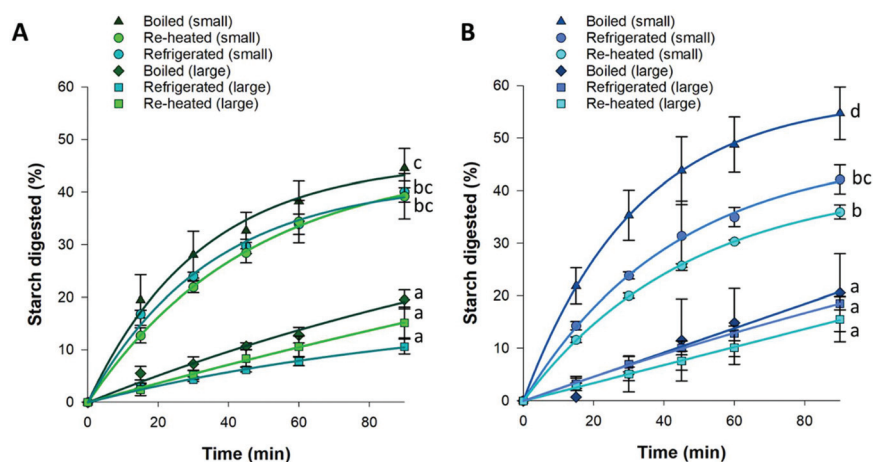 A
Boiled (small)
Re-heated (small)
Refrigerated (small)
Boiled (large)
Refrigerated (large)
Re-heated (large)
60
50
40
30
20
10
0
Starch digested (%)
c
bc
bc
a
a
a
0
20
40
60
80
Time (min)
B
Boiled (small)
Refrigerated (small)
Re-heated (small)
Boiled (large)
Refrigerated (large)
Re-heated (large)
60
50
40
30
20
10
0
Starch digested (%)
d
bc
b
a
a
a
0
20
40
60
80
Time (min)